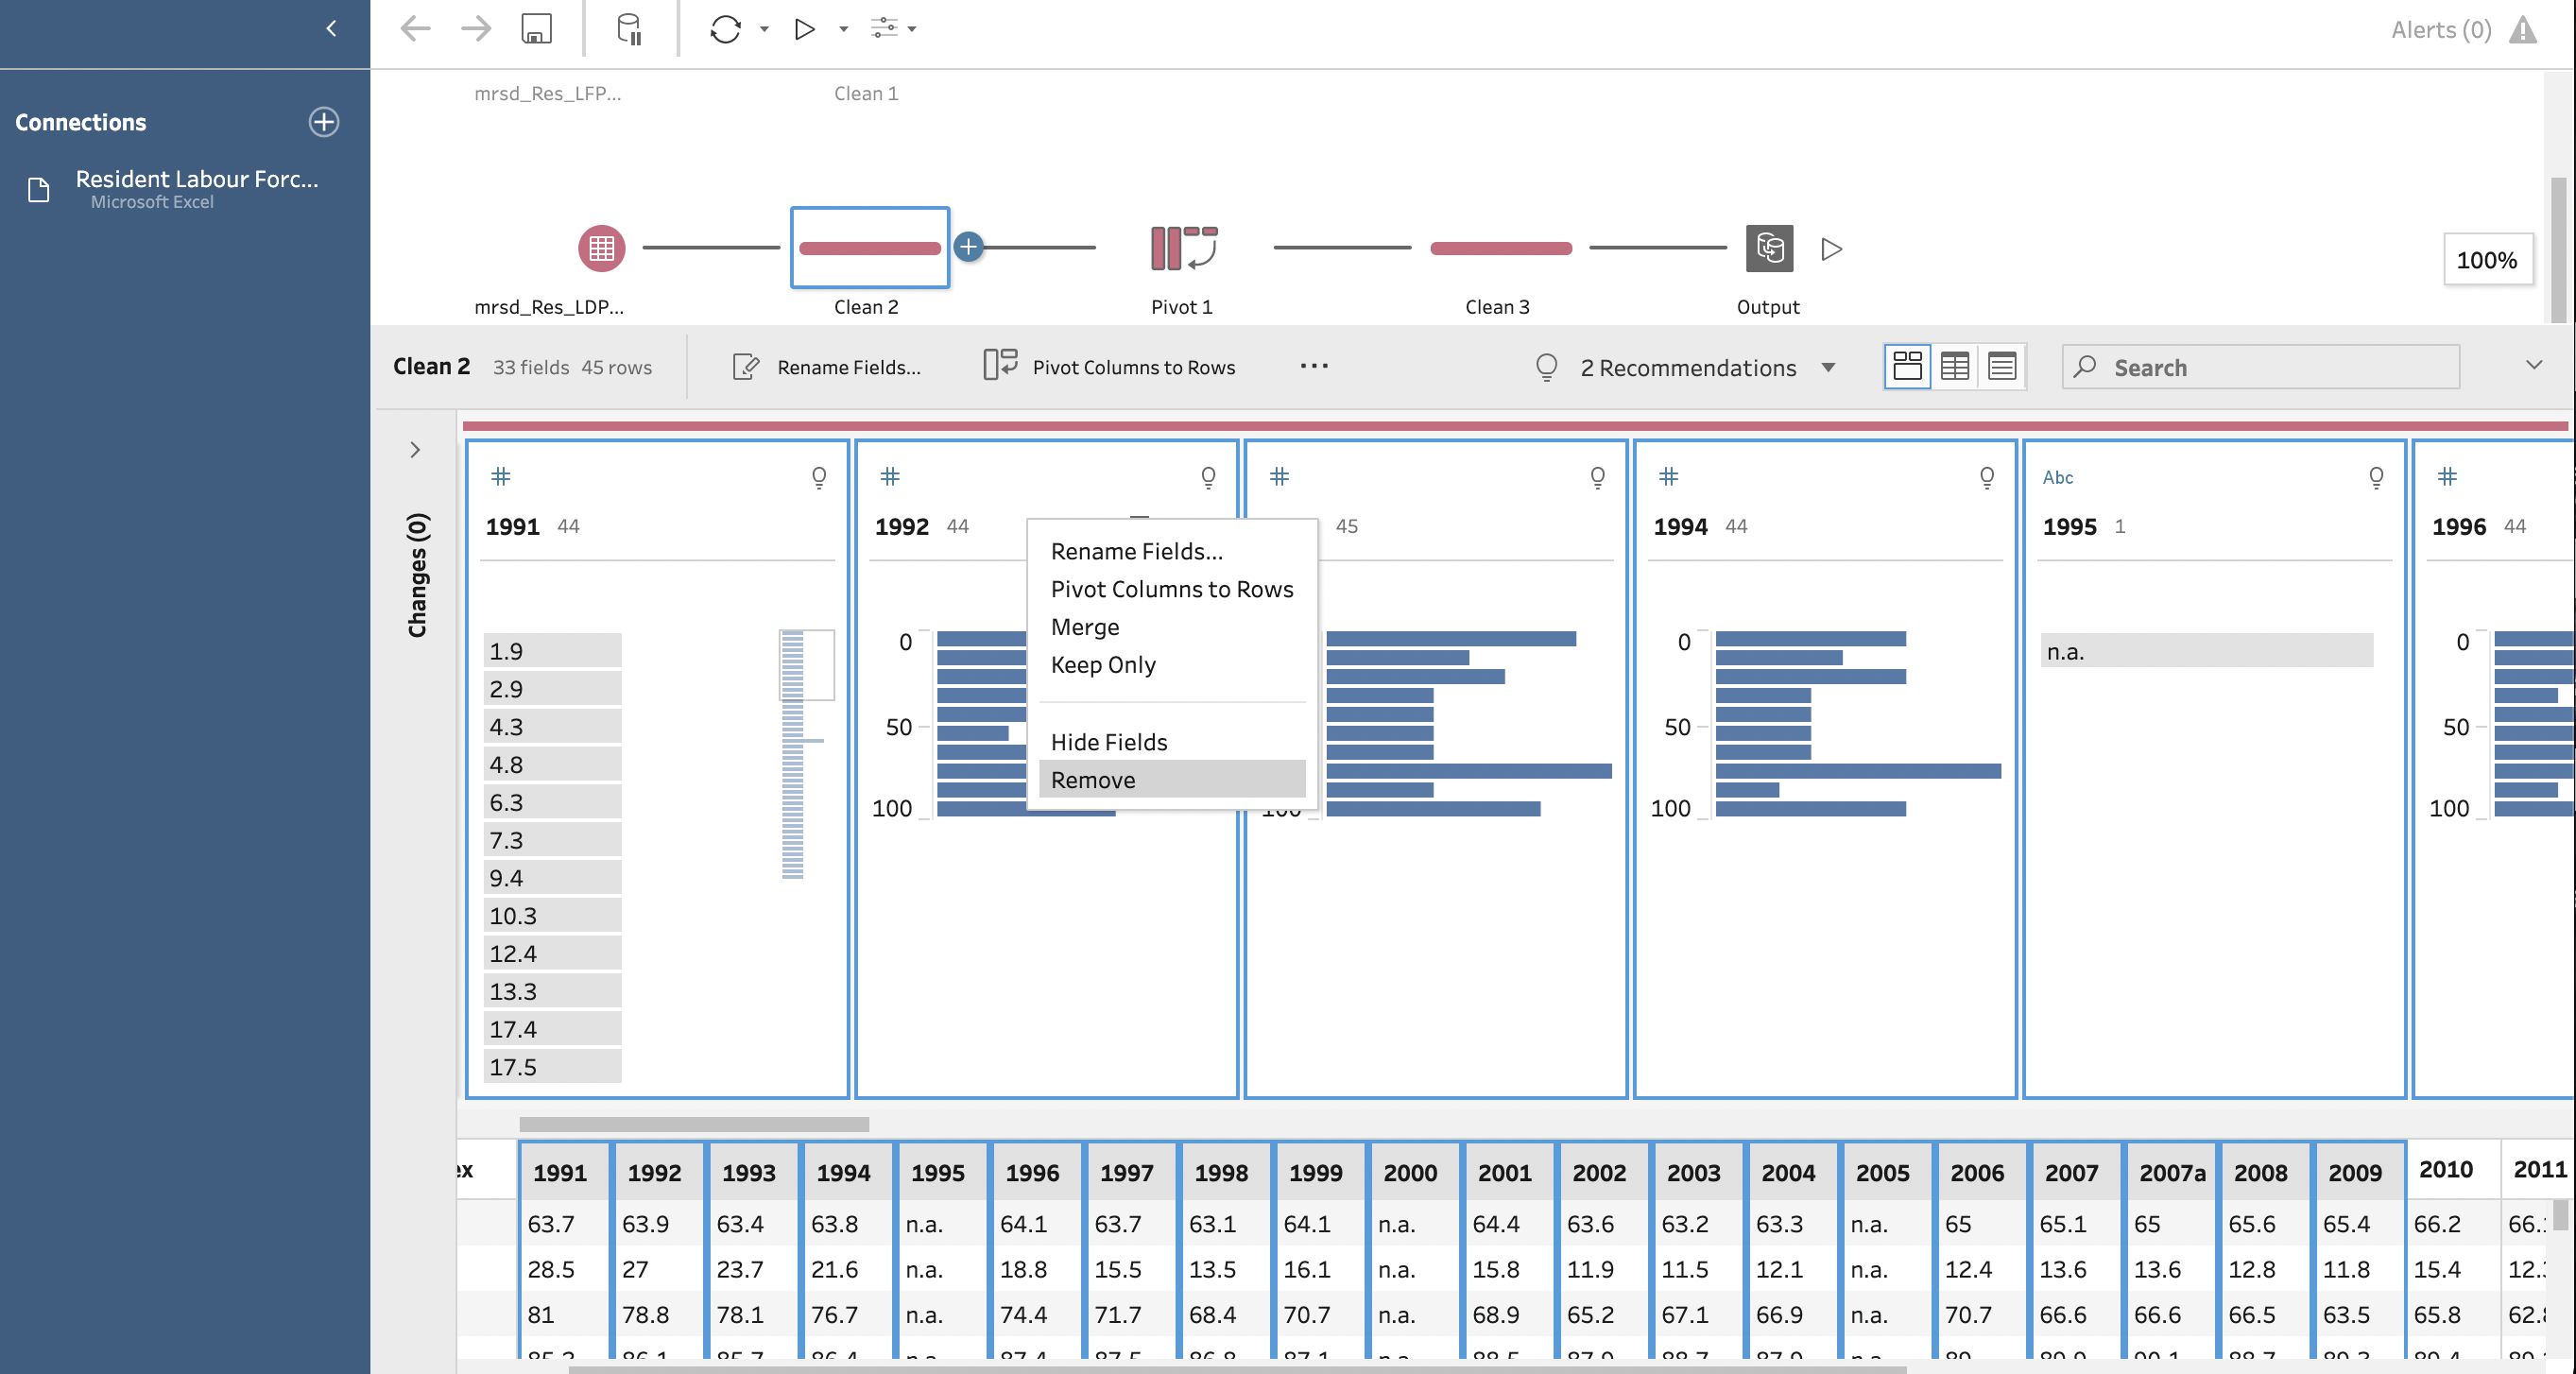 Alerts (0)
Connections
Resident Labour Forc...
Microsoft Excel
mrsd_Res_LFP...
Clean 1
mrsd_Res_LDP...
Clean 2
Pivot 1
Clean 3
Output
100%
Clean 2 33 fields 45 rows
Rename Fields...
Pivot Columns to Rows
...
2 Recommendations
Search
Changes (0)
1991 44
1.9
2.9
4.3
4.8
6.3
7.3
9.4
10.3
12.4
13.3
17.4
17.5
1992 44
0
50
100
45
Rename Fields...
Pivot Columns to Rows
Merge
Keep Only
Hide Fields
Remove
1994 44
0
50
100
Abc
1995 1
n.a.
1996 44
0
50
100
ex 1991 1992 1993 1994 1995 1996 1997 1998 1999 2000 2001 2002 2003 2004 2005 2006 2007 2007a 2008 2009 2010 2011
63.7 63.9 63.4 63.8 n.a. 64.1 63.7 63.1 64.1 n.a. 64.4 63.6 63.2 63.3 n.a. 65 65.1 65 65.6 65.4 66.2 66.
28.5 27 23.7 21.6 n.a. 18.8 15.5 13.5 16.1 n.a. 15.8 11.9 11.5 12.1 n.a. 12.4 13.6 13.6 12.8 11.8 15.4 12.
81 78.8 78.1 76.7 n.a. 74.4 71.7 68.4 70.7 n.a. 68.9 65.2 67.1 66.9 n.a. 70.7 66.6 66.6 66.5 63.5 65.8 62.